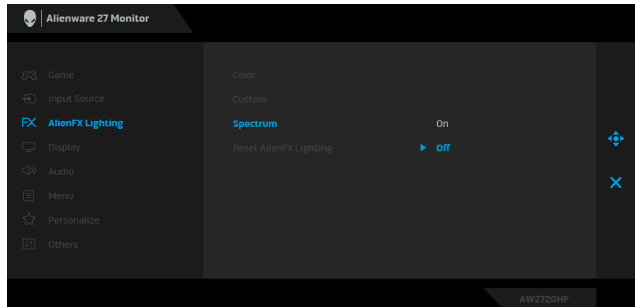 Alienware 27 Monitor
Game
Color
Input Source
Custom
FX AlienFX Lighting
Spectrum
On
Display
Reset AlienFX Lighting
Off
Audio
Menu
Personalize
Others
AW2720HF